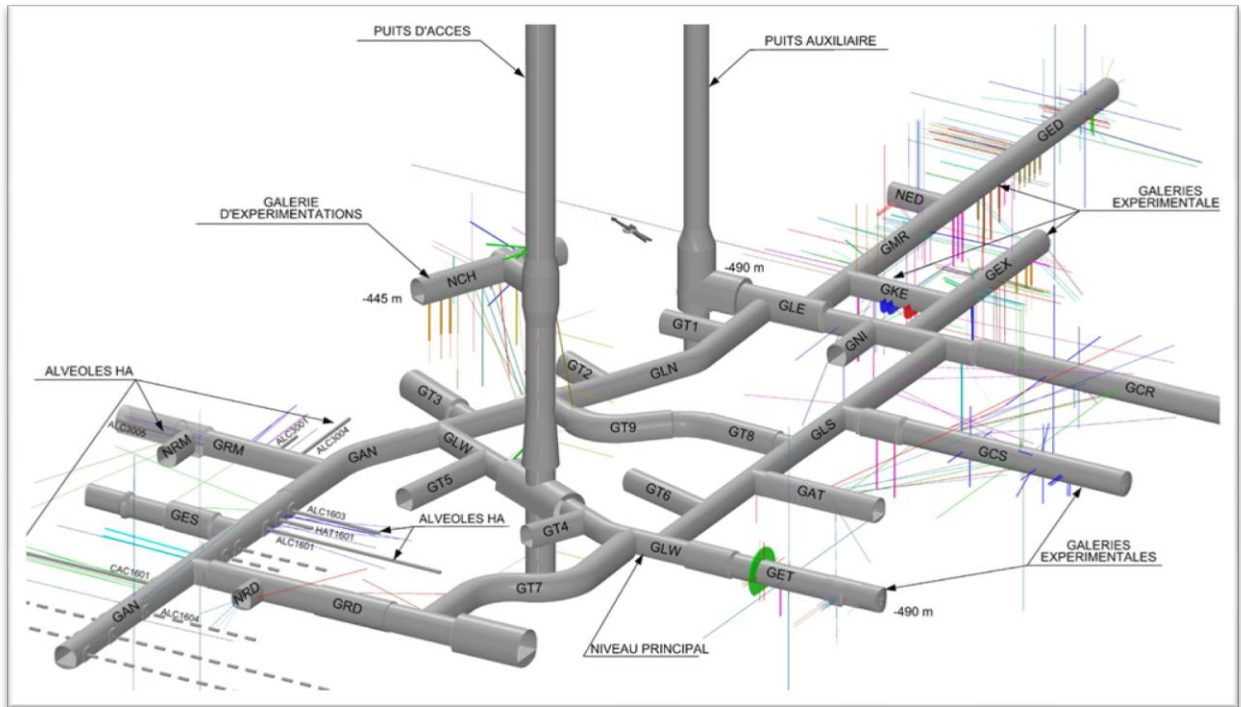 PUITS D'ACCES
PUITS AUXILIAIRE
GED
GALERIES
EXPERIMENTALE
NED
GALERIE
D'EXPERIMENTATIONS
GMR
GEX
-490 m
NCH
GKE
-445 m
GLE
GT1
GNI
GT2
GLN
ALVEOLES HA
GT3
GCR
ALC3005
NRM
GRM
ALC3001
ALC3004
GLW
GT9
GT8
GLS
GAN
GCS
GT5
GT6
GAT
GES
ALC1603
HAT1601
ALC1601
ALVEOLES HA
GT4
GLW
GALERIES
EXPERIMENTALES
CAC1601
GET
GT7
NRD
GRD
-490 m
GAN
ALC1604
NIVEAU PRINCIPAL